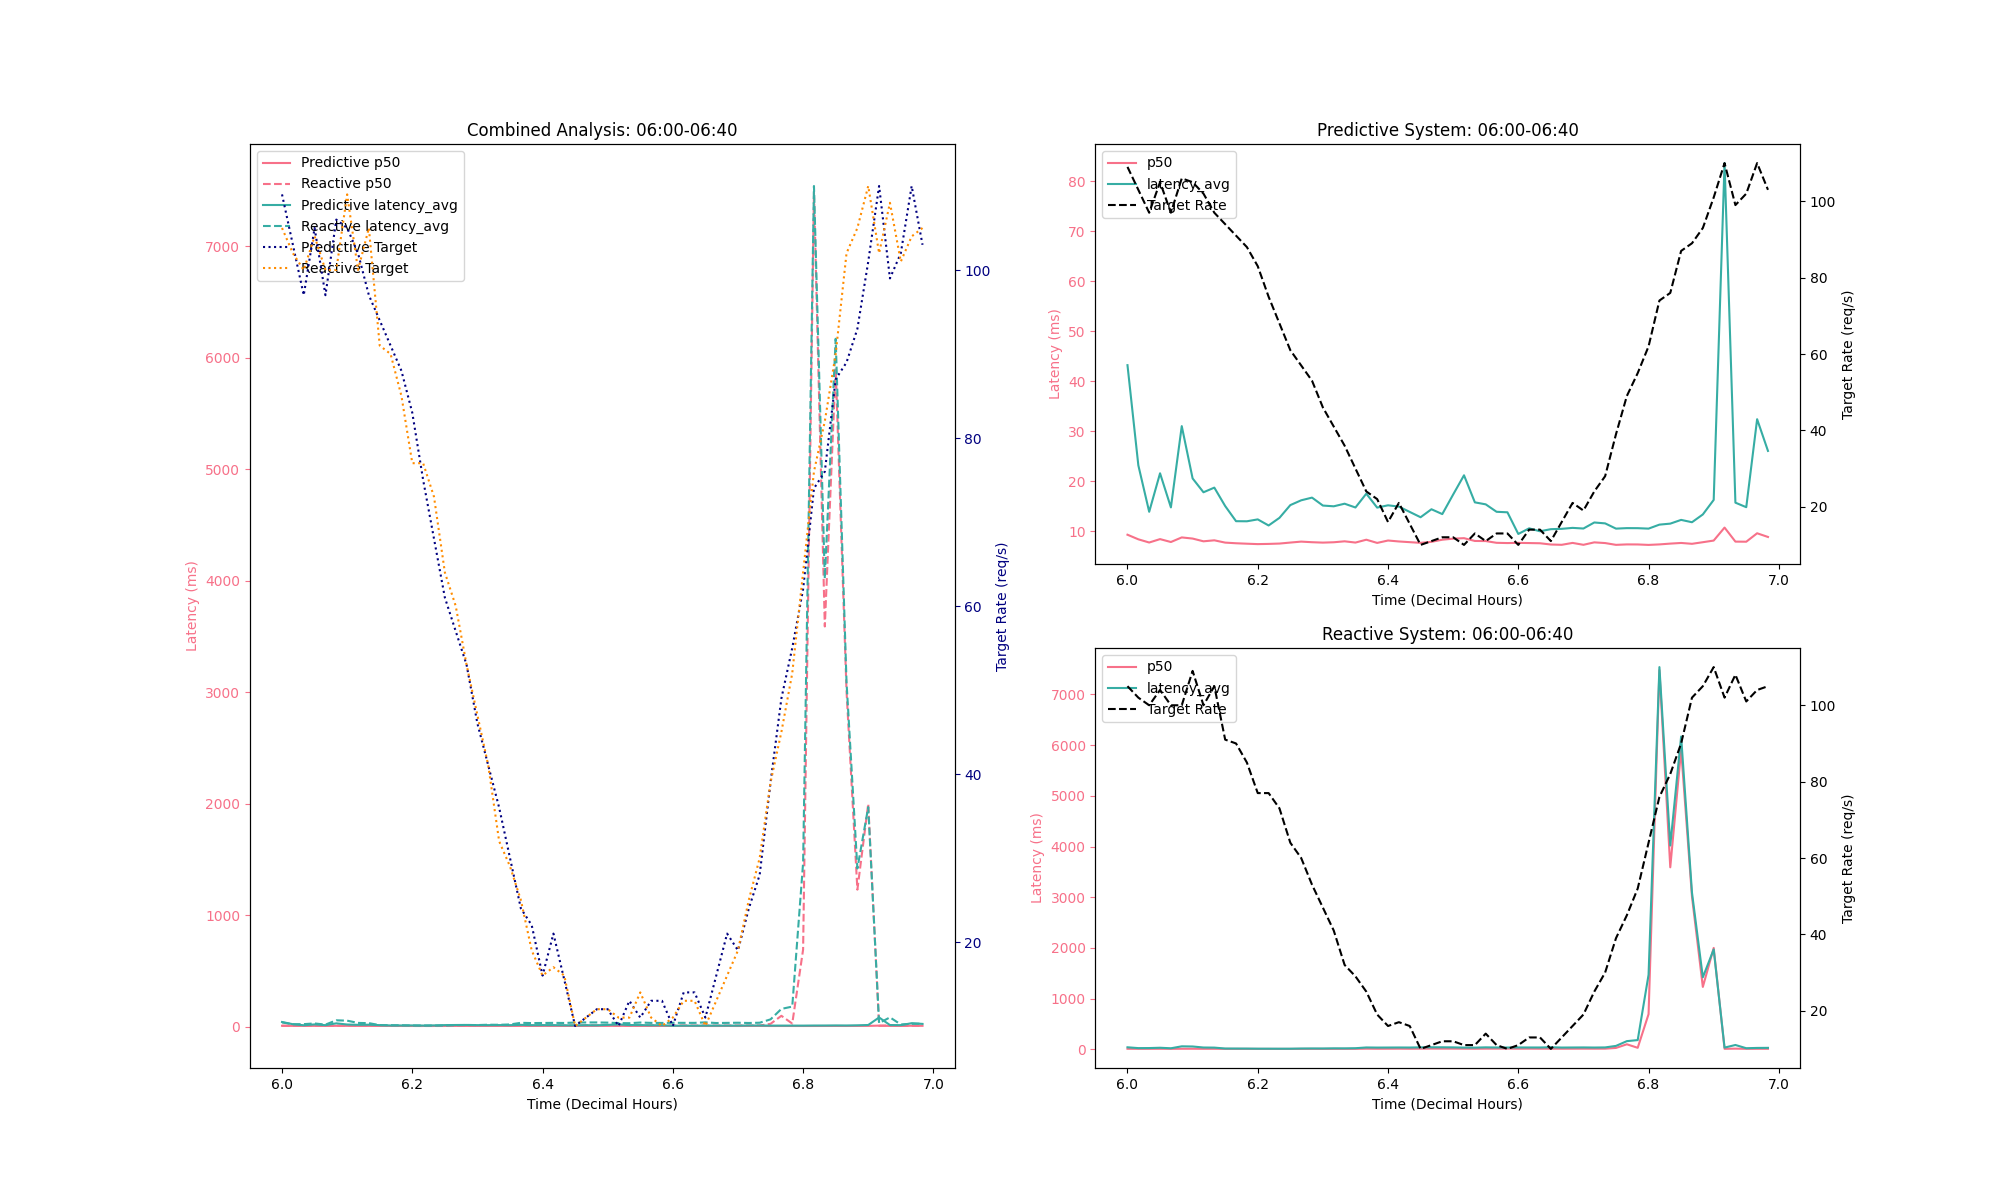 Combined Analysis: 06:00-06:40
Predictive p50
Reactive p50
Predictive latency_avg
Reactive latency_avg
Predictive Target
Reactive Target
7000
6000
5000
4000
3000
2000
1000
0
Latency (ms)
100
80
60
40
20
Target Rate (req/s)
6.0 6.2 6.4 6.6 6.8 7.0
Time (Decimal Hours)
Predictive System: 06:00-06:40
p50
latency_avg
Target Rate
80
70
60
50
40
30
20
10
Latency (ms)
100
80
60
40
20
Target Rate (req/s)
6.0 6.2 6.4 6.6 6.8 7.0
Time (Decimal Hours)
Reactive System: 06:00-06:40
p50
latency_avg
Target Rate
7000
6000
5000
4000
3000
2000
1000
0
Latency (ms)
100
80
60
40
20
Target Rate (req/s)
6.0 6.2 6.4 6.6 6.8 7.0
Time (Decimal Hours)